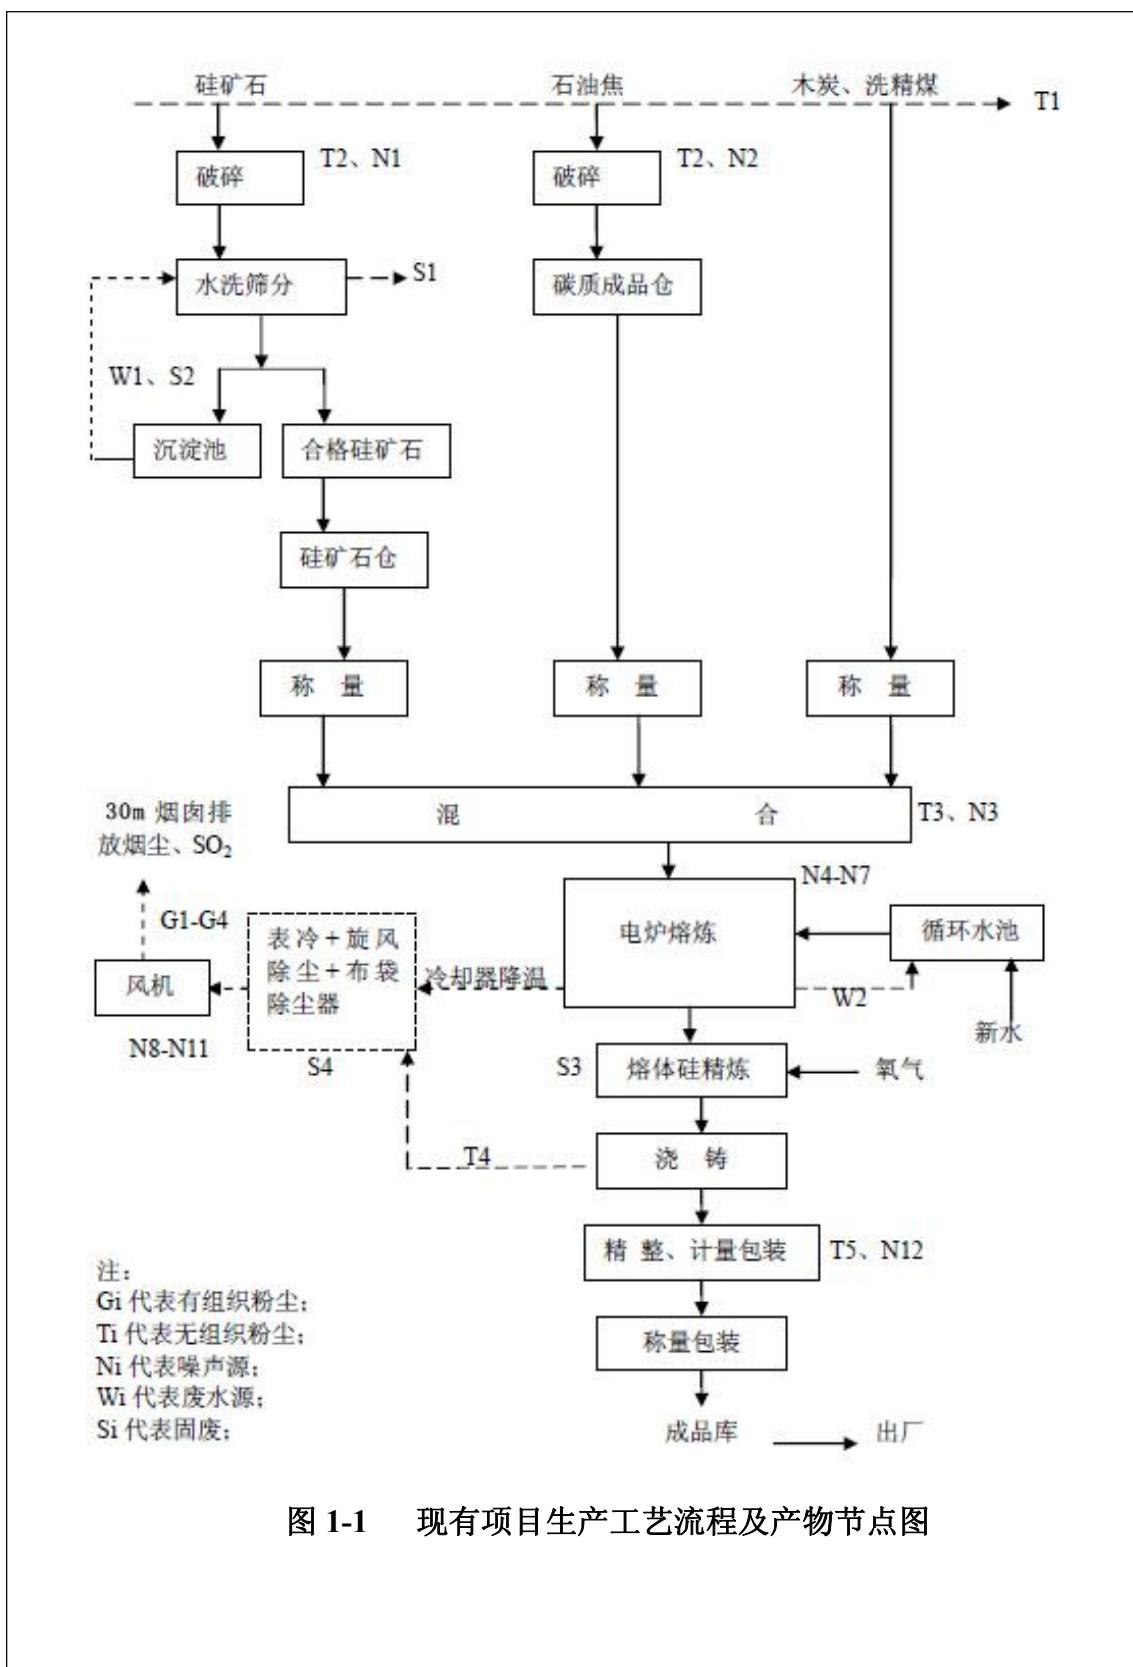 硅矿石
石油焦
木炭、洗精煤
T1
破碎
T2、N1
破碎
T2、N2
水洗筛分
S1
碳质成品仓
W1、S2
沉淀池
合格硅矿石
硅矿石仓
称 量
称 量
称 量
30m 烟囱排
放烟尘、SO₂
混 合
T3、N3
N4-N7
G1-G4
表冷+旋风
除尘+布袋
除尘器
电炉熔炼
循环水池
风机
冷却器降温
W2
新水
N8-N11
S4
S3
熔体硅精炼
氧气
T4
浇 铸
精 整、计量包装
T5、N12
称量包装
成品库
出厂
注：
Gi 代表有组织粉尘；
Ti 代表无组织粉尘；
Ni 代表噪声源；
Wi 代表废水源；
Si 代表固废；
图 1-1 现有项目生产工艺流程及产物节点图